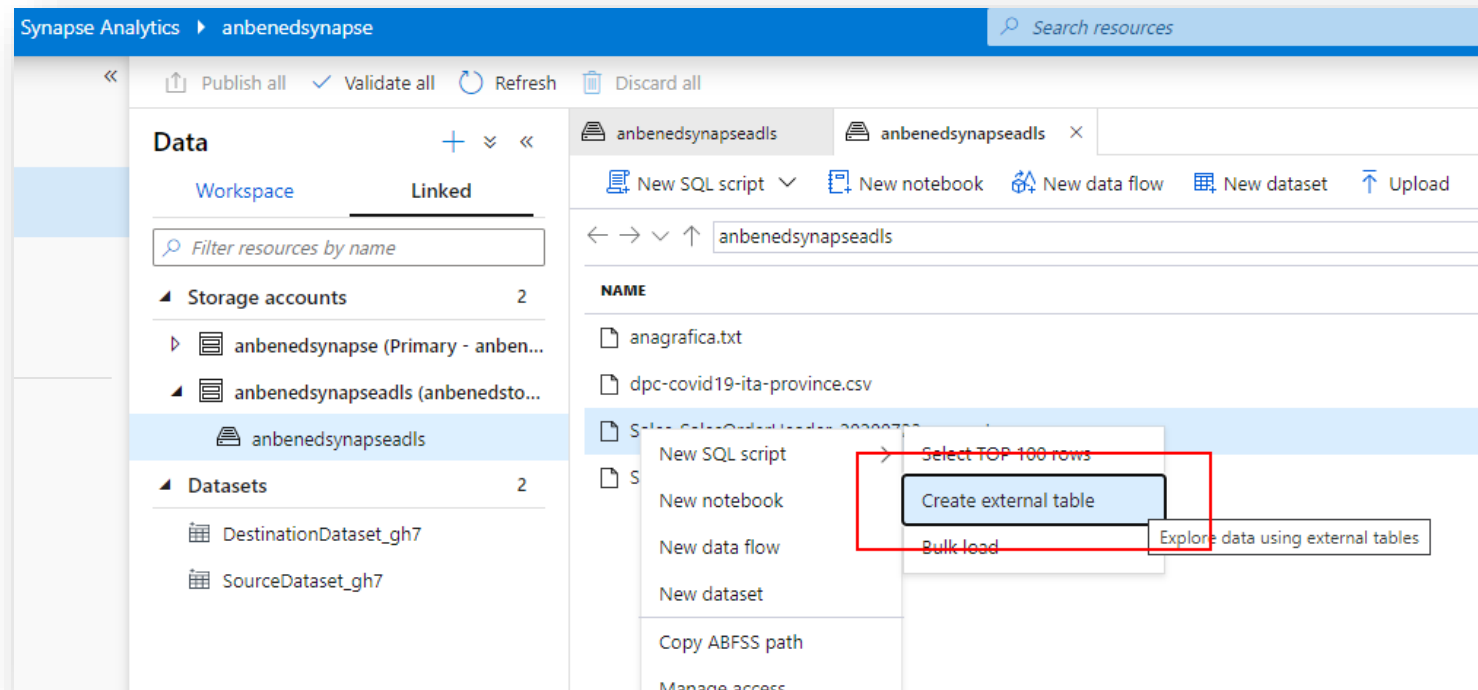 Synapse Analytics anbenedsynapse Search resources
Publish all Validate all Refresh Discard all
Data
Workspace Linked
Filter resources by name
Storage accounts 2
anbenedsynapse (Primary - anben...
anbenedsynapseadls (anbenedsto...
anbenedsynapseadls
Datasets 2
DestinationDataset_gh7
SourceDataset_gh7
anbenedsynapseadls anbenedsynapseadls
New SQL script New notebook New data flow New dataset Upload
anbenedsynapseadls
NAME
anagrafica.txt
dpc-covid19-ita-province.csv
S
New SQL script
New notebook
New data flow
New dataset
Copy ABFSS path
Manage access
Select TOP 100 rows
Create external table
Bulk load
Explore data using external tables